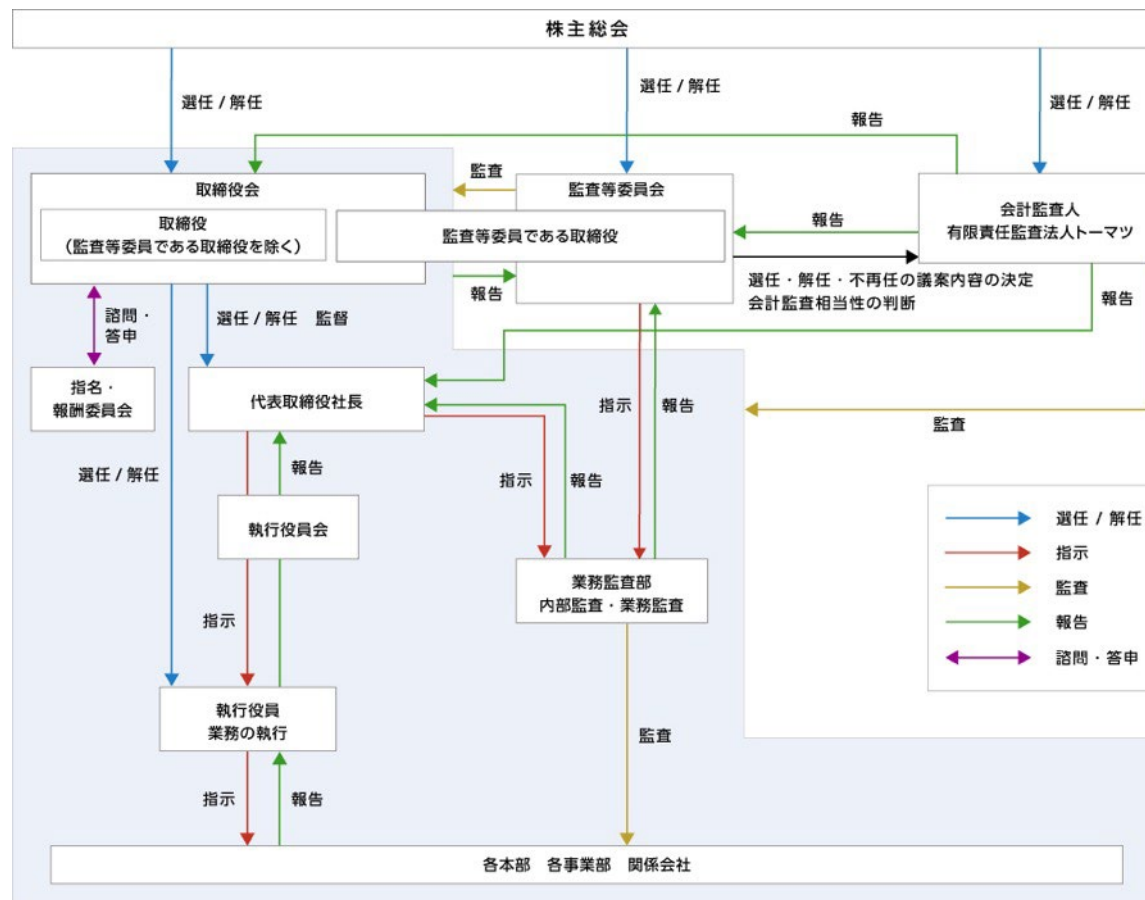 株主総会
選任 / 解任
選任 / 解任
選任 / 解任
報告
取締役会
取締役
（監査等委員である取締役を除く）
監査
監査等委員会
監査等委員である取締役
報告
会計監査人
有限責任監査法人トーマツ
報告
選任・解任・不再任の議案内容の決定
会計監査相当性の判断
報告
諮問・
答申
選任 / 解任　監督
指名・
報酬委員会
代表取締役社長
指示
報告
監査
選任 / 解任
報告
指示
報告
執行役員会
業務監査部
内部監査・業務監査
選任 / 解任
指示
監査
報告
諮問・答申
指示
執行役員
業務の執行
監査
指示
報告
各本部　各事業部　関係会社